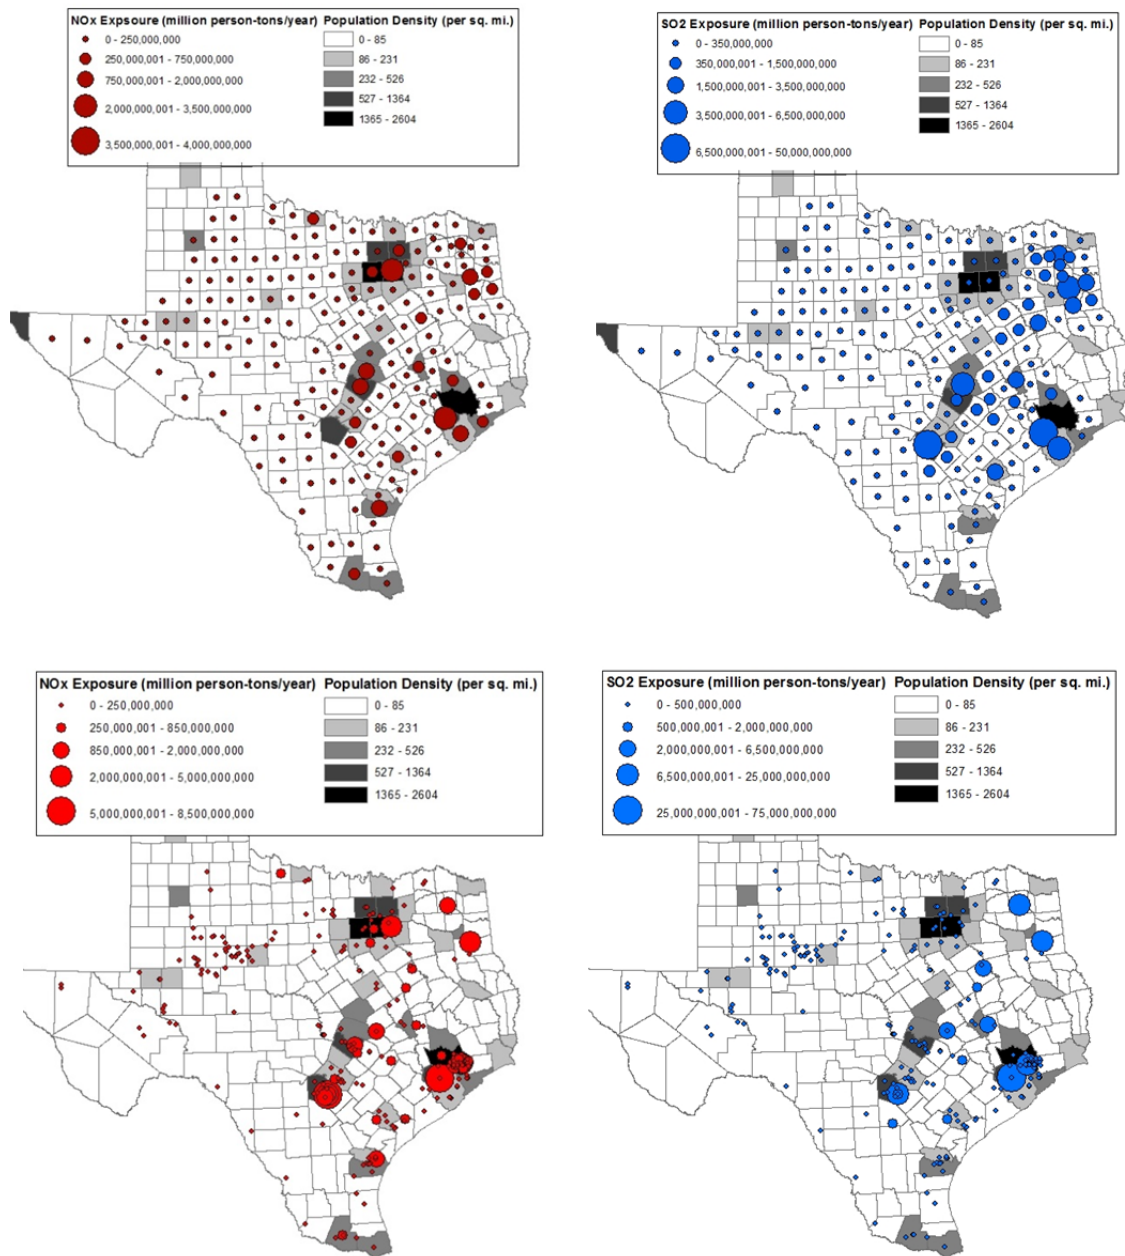 NOx Exposure (million person-tons/year) Population Density (per sq. mi.)
0 - 250,000,000 0 - 85
250,000,001 - 750,000,000 86 - 231
750,000,001 - 2,000,000,000 232 - 526
2,000,000,001 - 3,500,000,000 527 - 1364
3,500,000,001 - 4,000,000,000 1365 - 2604
SO2 Exposure (million person-tons/year) Population Density (per sq. mi.)
0 - 350,000,000 0 - 85
350,000,001 - 1,500,000,000 86 - 231
1,500,000,001 - 3,500,000,000 232 - 526
3,500,000,001 - 6,500,000,000 527 - 1364
6,500,000,001 - 50,000,000,000 1365 - 2604
NOx Exposure (million person-tons/year) Population Density (per sq. mi.)
0 - 250,000,000 0 - 85
250,000,001 - 850,000,000 86 - 231
850,000,001 - 2,000,000,000 232 - 526
2,000,000,001 - 5,000,000,000 527 - 1364
5,000,000,001 - 8,500,000,000 1365 - 2604
SO2 Exposure (million person-tons/year) Population Density (per sq. mi.)
0 - 500,000,000 0 - 85
500,000,001 - 2,000,000,000 86 - 231
2,000,000,001 - 6,500,000,000 232 - 526
6,500,000,001 - 25,000,000,000 527 - 1364
25,000,000,001 - 75,000,000,000 1365 - 2604